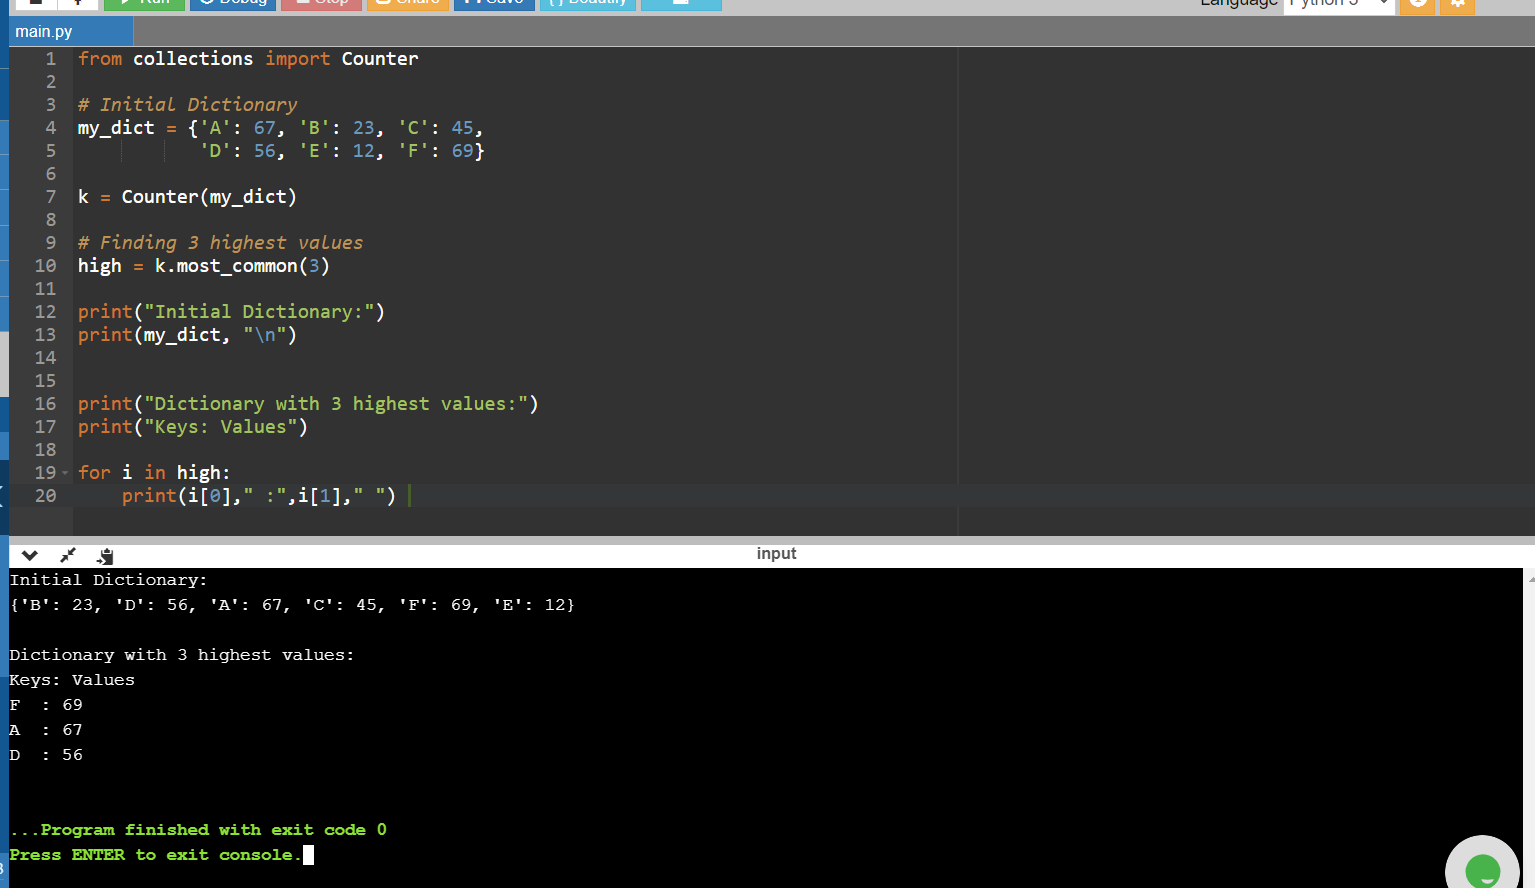 Run Debug Stop Share Save { } Beautify
Language Python 3
main.py
1 from collections import Counter
2
3 # Initial Dictionary
4 my_dict = {'A': 67, 'B': 23, 'C': 45,
5 'D': 56, 'E': 12, 'F': 69}
6
7 k = Counter(my_dict)
8
9 # Finding 3 highest values
10 high = k.most_common(3)
11
12 print("Initial Dictionary:")
13 print(my_dict, "\n")
14
15
16 print("Dictionary with 3 highest values:")
17 print("Keys: Values")
18
19 for i in high:
20 print(i[0]," :",i[1]," ")
input
Initial Dictionary:
{'B': 23, 'D': 56, 'A': 67, 'C': 45, 'F': 69, 'E': 12}
Dictionary with 3 highest values:
Keys: Values
F  : 69
A  : 67
D  : 56
...Program finished with exit code 0
Press ENTER to exit console.